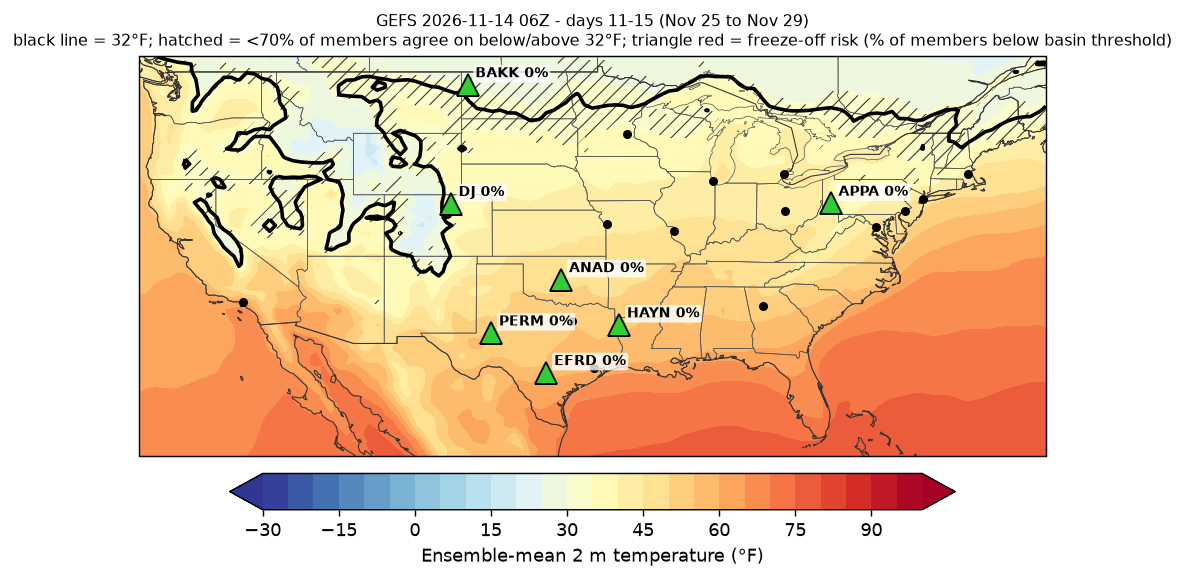 GEFS 2026-11-14 06Z - days 11-15 (Nov 25 to Nov 29)
black line = 32°F; hatched = <70% of members agree on below/above 32°F; triangle red = freeze-off risk (% of members below basin threshold)
BAKK 0%
DJ 0%
APPA 0%
ANAD 0%
HAYN 0%
PERM 0%
EFRD 0%
−30 −15 0 15 30 45 60 75 90
Ensemble-mean 2 m temperature (°F)